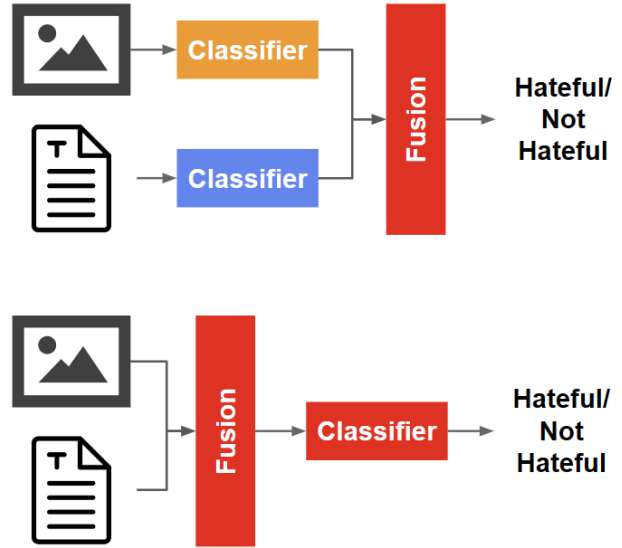 Classifier
Classifier
Fusion
Hateful/
Not
Hateful
T
T
Fusion
Classifier
Hateful/
Not
Hateful